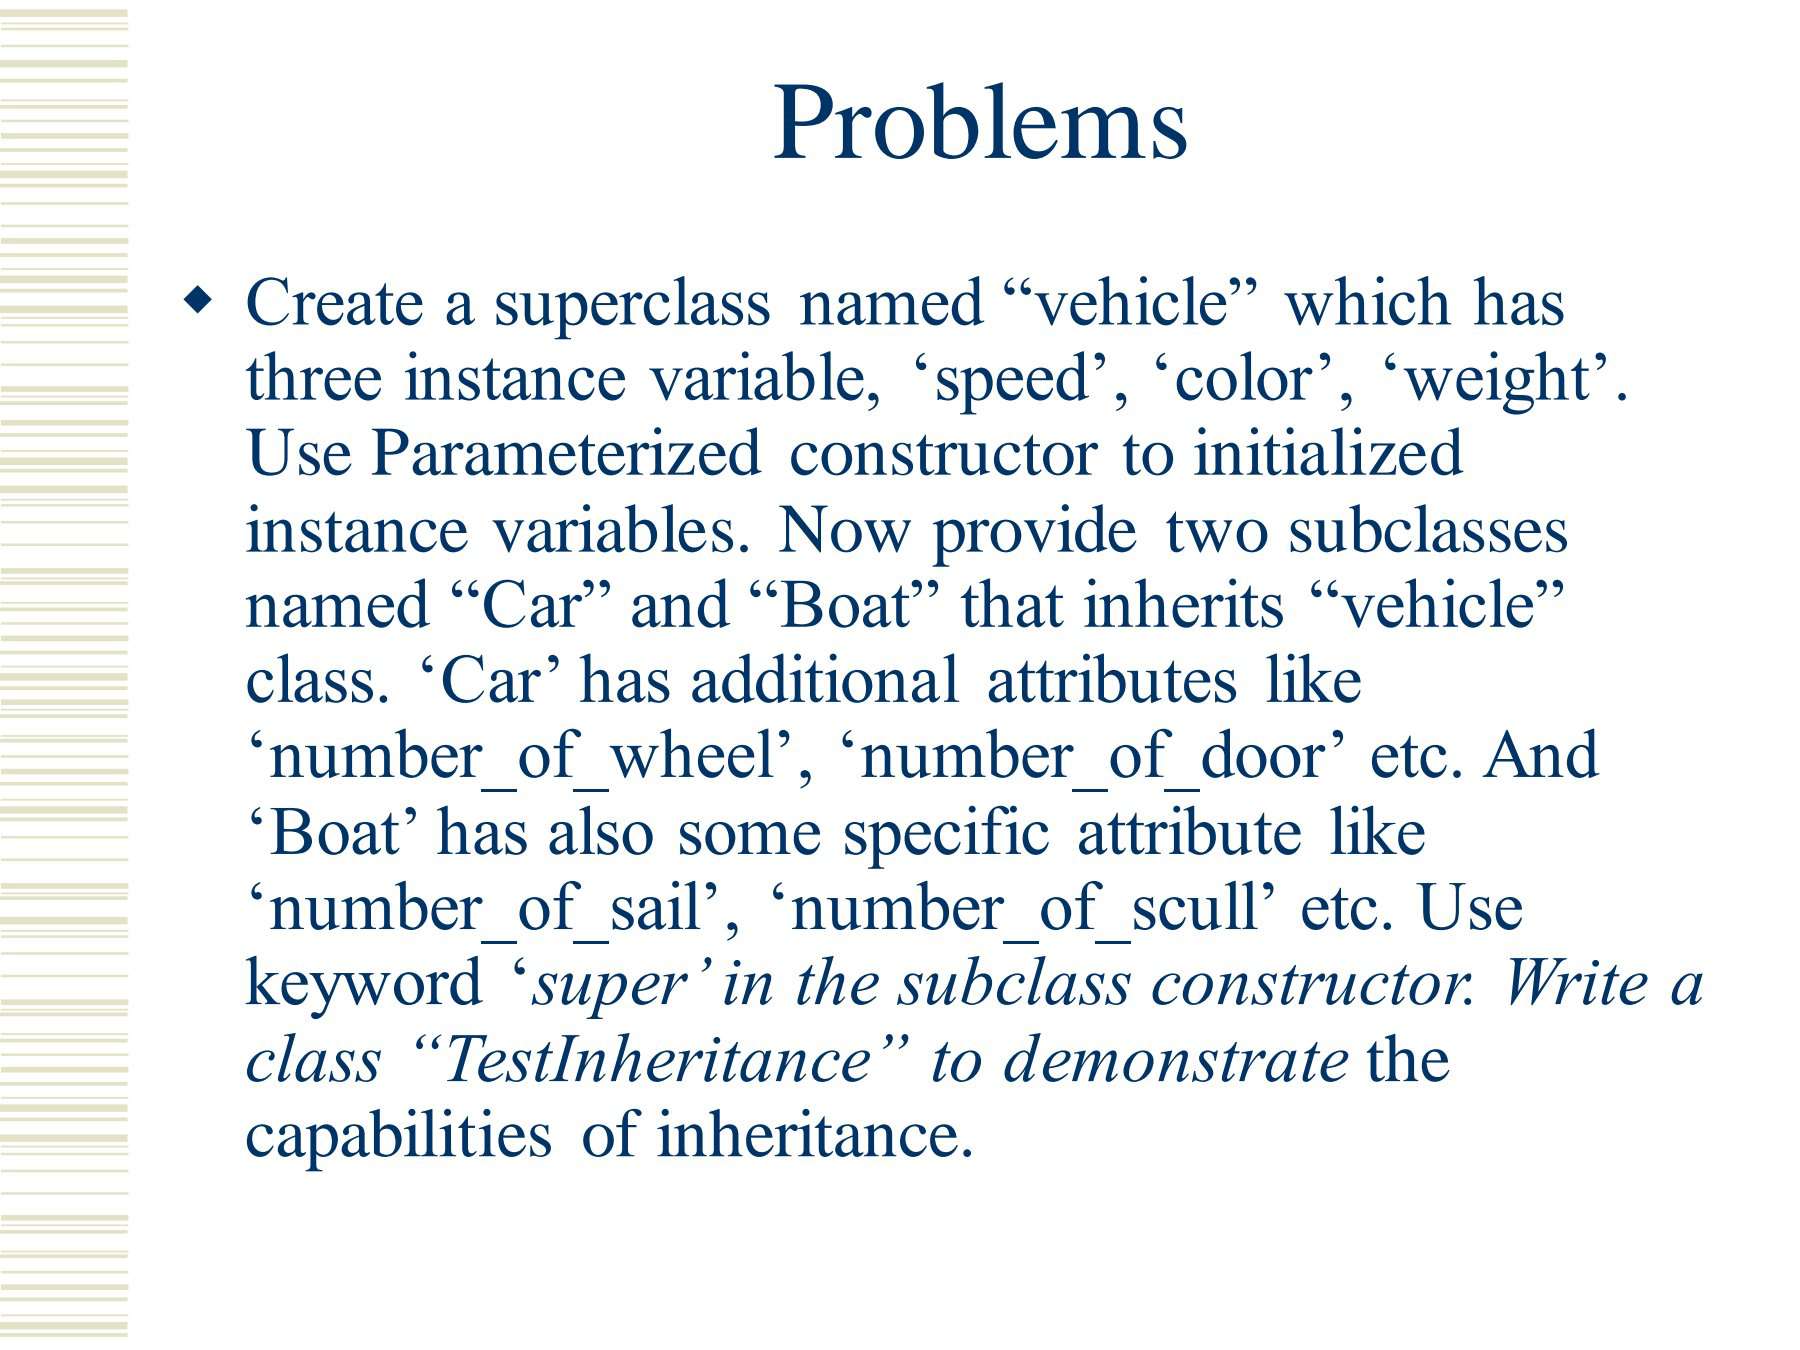 Problems
◆ Create a superclass named “vehicle” which has
three instance variable, ‘speed’, ‘color’, ‘weight’.
Use Parameterized constructor to initialized
instance variables. Now provide two subclasses
named “Car” and “Boat” that inherits “vehicle”
class. ‘Car’ has additional attributes like
‘number_of_wheel’, ‘number_of_door’ etc. And
‘Boat’ has also some specific attribute like
‘number_of_sail’, ‘number_of_scull’ etc. Use
keyword ‘super’ in the subclass constructor. Write a
class “TestInheritance” to demonstrate the
capabilities of inheritance.